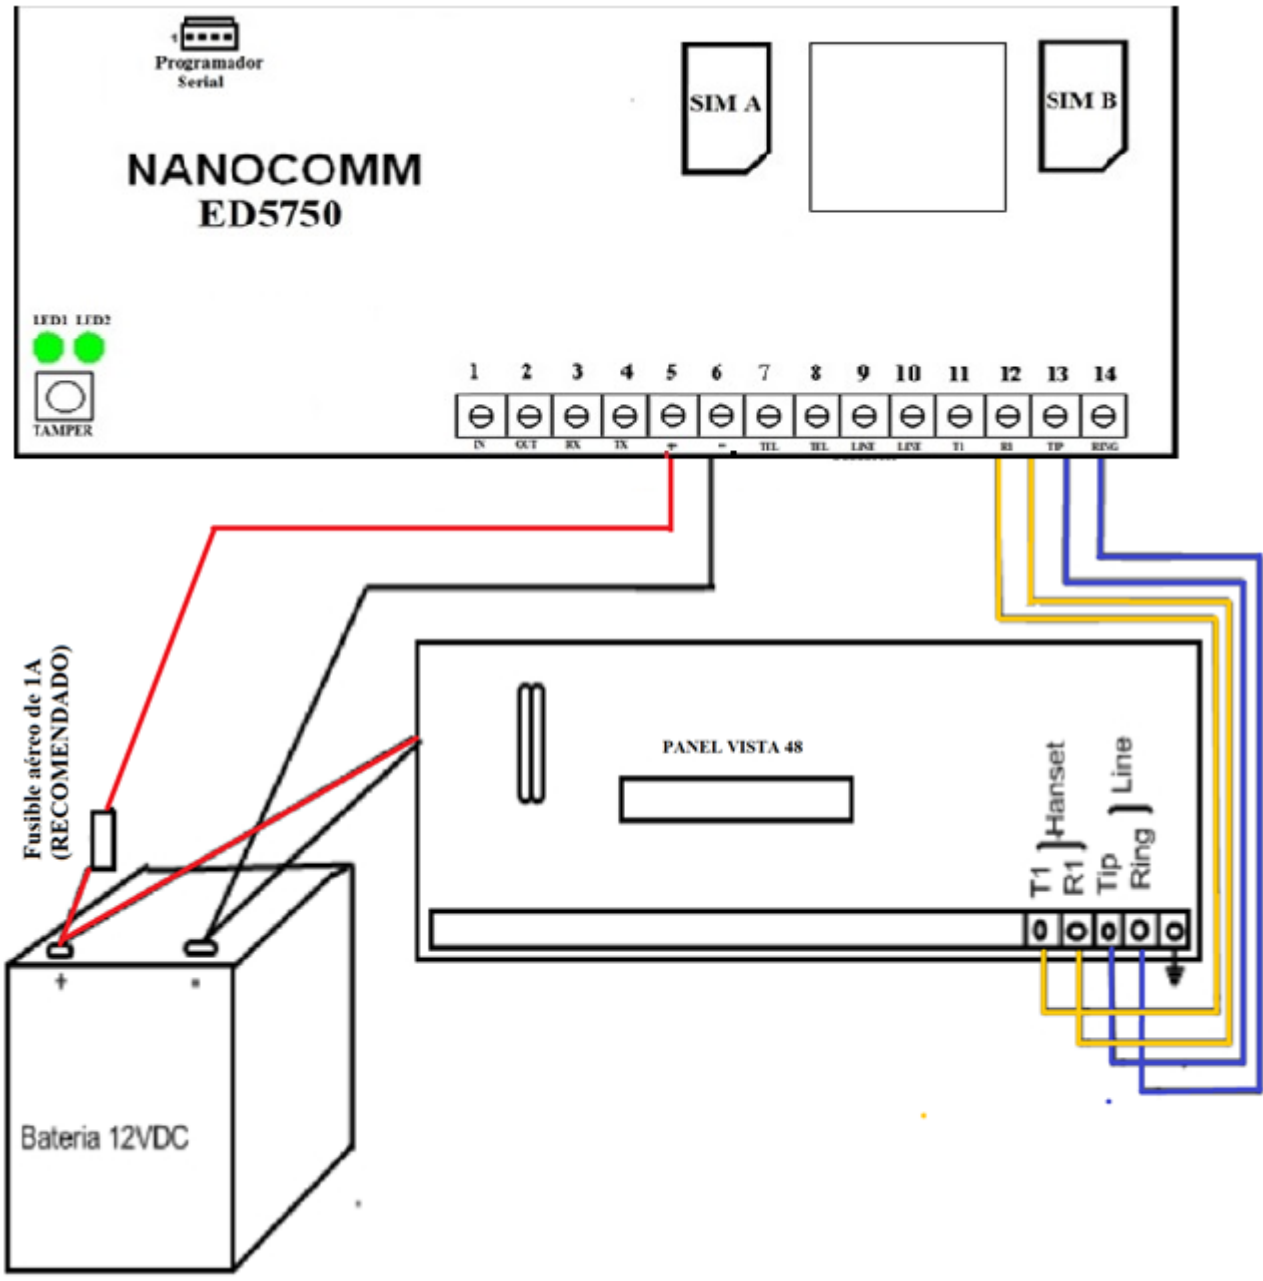 1
Programador
Serial
SIM A
SIM B
NANOCOMM
ED5750
LED1 LED2
TAMPER
1 2 3 4 5 6 7 8 9 10 11 12 13 14
IN OUT RX TX + - TEL TEL LINE LINE T1 R1 TIP RING
Fusible aéreo de 1A
(RECOMENDADO)
PANEL VISTA 48
T1
R1
Hanset
Tip
Ring
Line
+ -
Bateria 12VDC